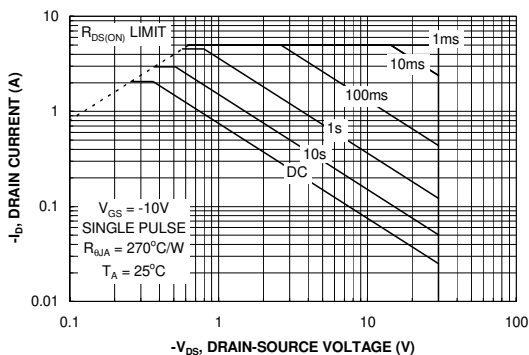 10
1
0.1
0.01
-I_D, DRAIN CURRENT (A)
R_DS(ON) LIMIT
1ms
10ms
100ms
1s
10s
DC
V_GS = -10V
SINGLE PULSE
R_θJA = 270°C/W
T_A = 25°C
0.1 1 10 100
-V_DS, DRAIN-SOURCE VOLTAGE (V)